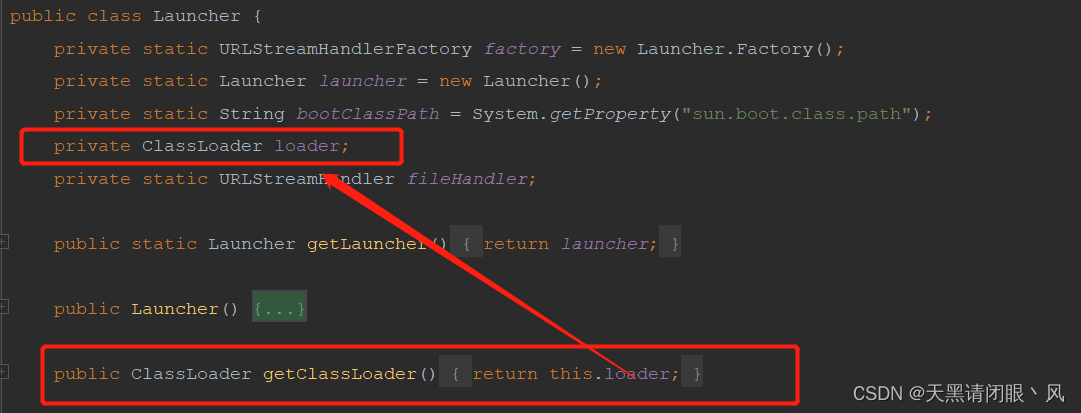 public class Launcher {
    private static URLStreamHandlerFactory factory = new Launcher.Factory();
    private static Launcher launcher = new Launcher();
    private static String bootClassPath = System.getProperty("sun.boot.class.path");
    private ClassLoader loader;
    private static URLStreamHandler fileHandler;
    public static Launcher getLauncher() { return launcher; }
    public Launcher() {...}
    public ClassLoader getClassLoader() { return this.loader; }
CSDN @天黑请闭眼丶风